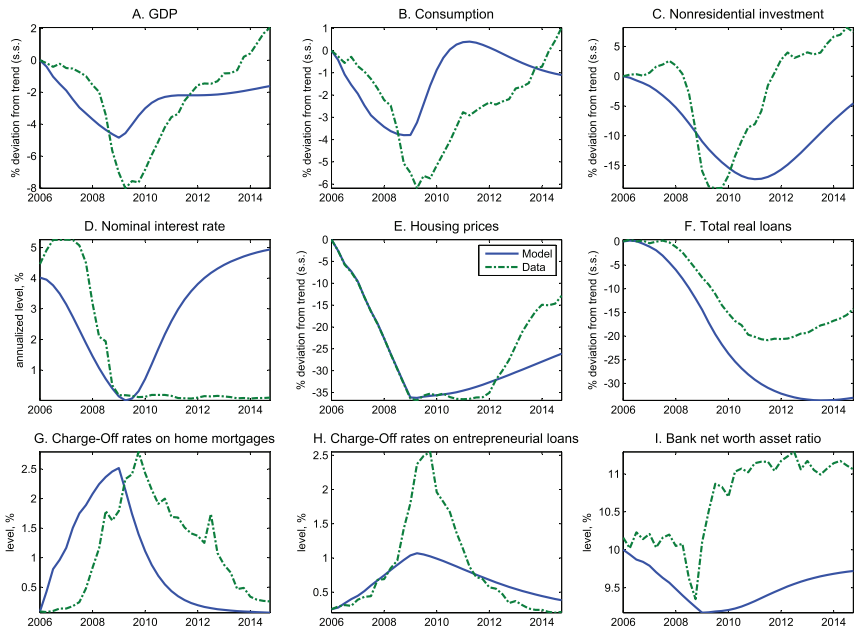 A. GDP
% deviation from trend (s.s.)
2
0
-2
-4
-6
-8
2006 2008 2010 2012 2014
B. Consumption
% deviation from trend (s.s.)
1
0
-1
-2
-3
-4
-5
-6
2006 2008 2010 2012 2014
C. Nonresidential investment
% deviation from trend (s.s.)
5
0
-5
-10
-15
2006 2008 2010 2012 2014
D. Nominal interest rate
annualized level, %
5
4
3
2
1
2006 2008 2010 2012 2014
E. Housing prices
% deviation from trend (s.s.)
0
-5
-10
-15
-20
-25
-30
-35
Model
Data
2006 2008 2010 2012 2014
F. Total real loans
% deviation from trend (s.s.)
0
-5
-10
-15
-20
-25
-30
2006 2008 2010 2012 2014
G. Charge-Off rates on home mortgages
level, %
2.5
2
1.5
1
0.5
2006 2008 2010 2012 2014
H. Charge-Off rates on entrepreneurial loans
level, %
2.5
2
1.5
1
0.5
2006 2008 2010 2012 2014
I. Bank net worth asset ratio
level, %
11
10.5
10
9.5
2006 2008 2010 2012 2014